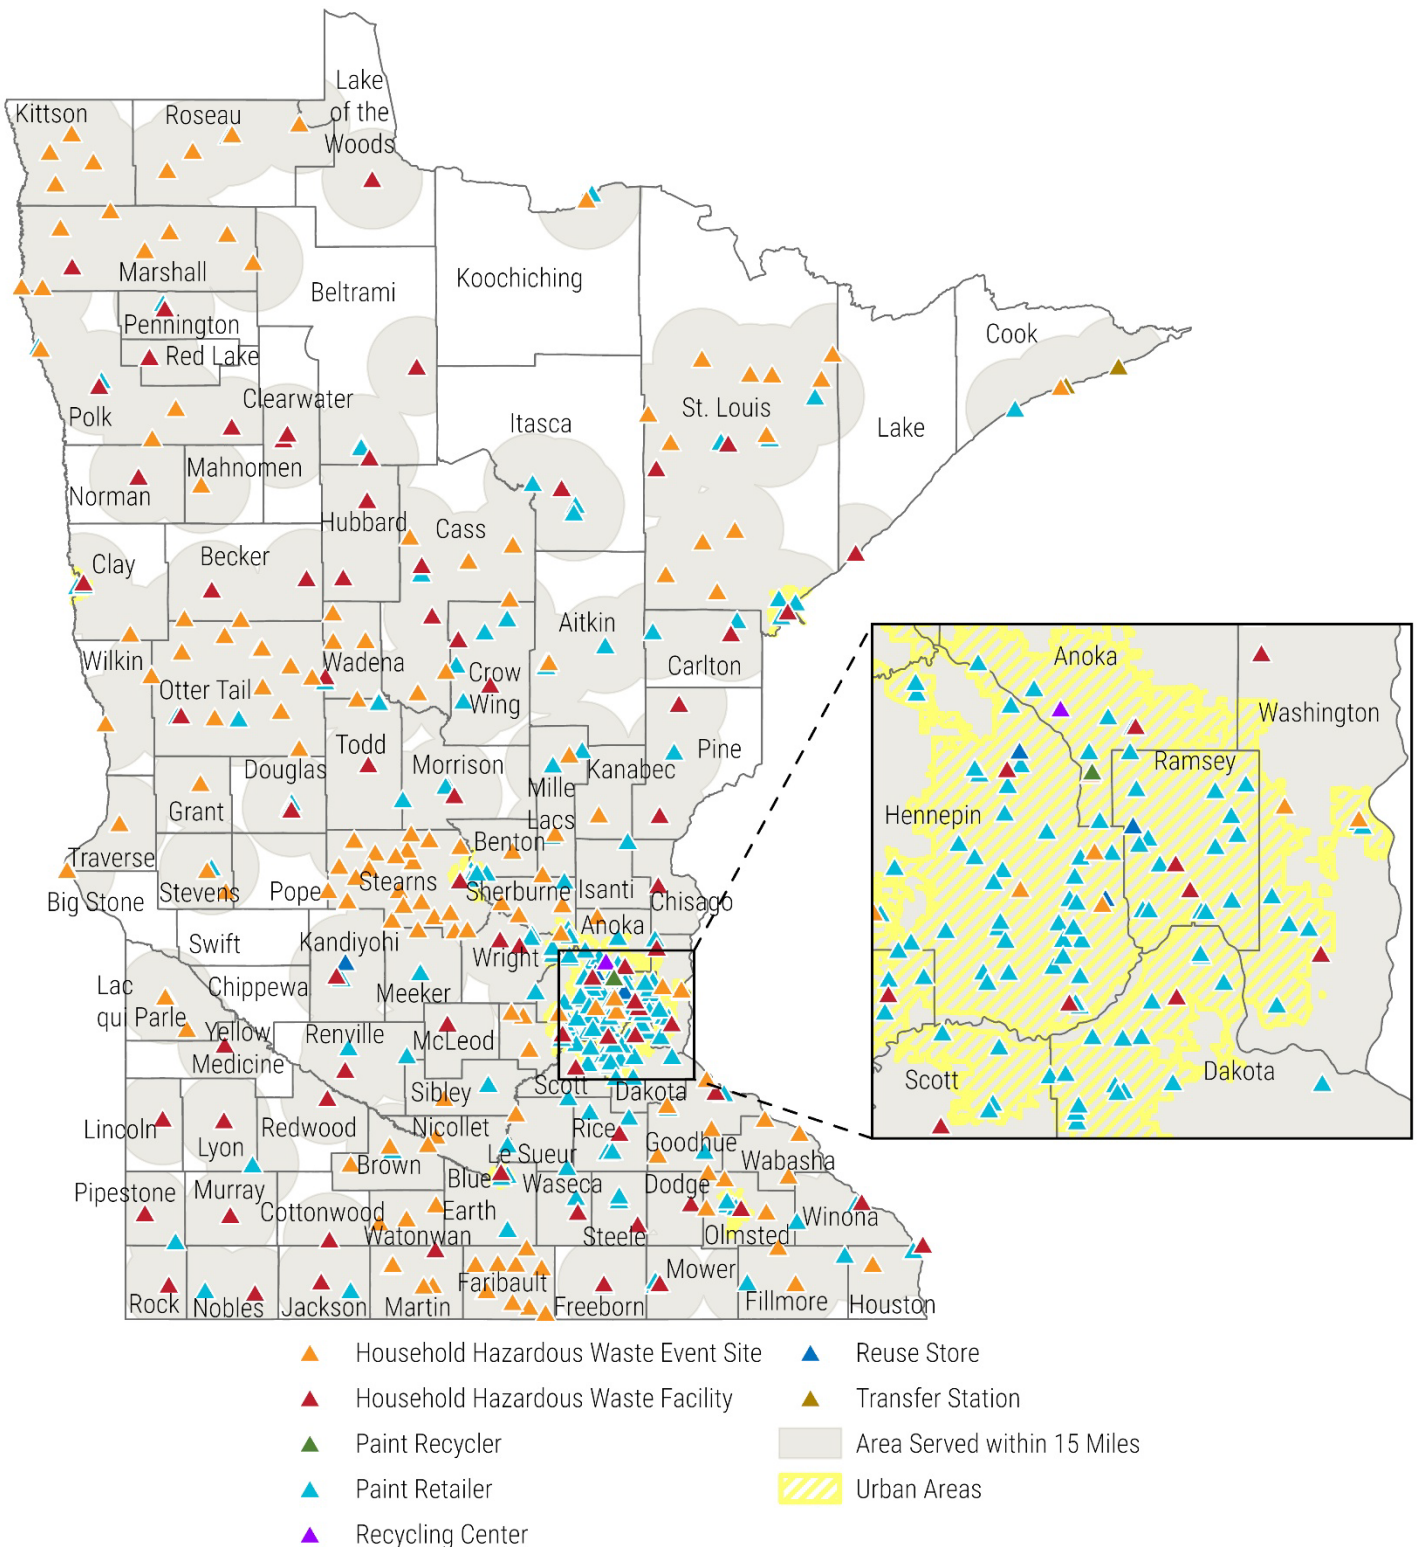 Kittson
Roseau
Lake
of the
Woods
Marshall
Beltrami
Koochiching
Pennington
Red Lake
Cook
Polk
Clearwater
Itasca
St. Louis
Lake
Mahnomen
Norman
Hubbard
Cass
Clay
Becker
Aitkin
Wilkin
Otter Tail
Wadena
Crow
Wing
Carlton
Todd
Morrison
Pine
Douglas
Grant
Mille
Lacs
Kanabec
Benton
Traverse
Stevens
Pope
Stearns
Sherburne
Isanti
Chisago
Big Stone
Anoka
Swift
Kandiyohi
Wright
Lac
qui Parle
Chippewa
Meeker
Yellow
Medicine
Renville
McLeod
Sibley
Scott
Dakota
Lincoln
Lyon
Redwood
Nicollet
Le Sueur
Rice
Goodhue
Wabasha
Brown
Pipestone
Murray
Cottonwood
Watonwan
Blue
Earth
Waseca
Steele
Dodge
Olmsted
Winona
Rock
Nobles
Jackson
Martin
Faribault
Freeborn
Mower
Fillmore
Houston
Anoka
Washington
Ramsey
Hennepin
Scott
Dakota
Household Hazardous Waste Event Site
Household Hazardous Waste Facility
Paint Recycler
Paint Retailer
Recycling Center
Reuse Store
Transfer Station
Area Served within 15 Miles
Urban Areas